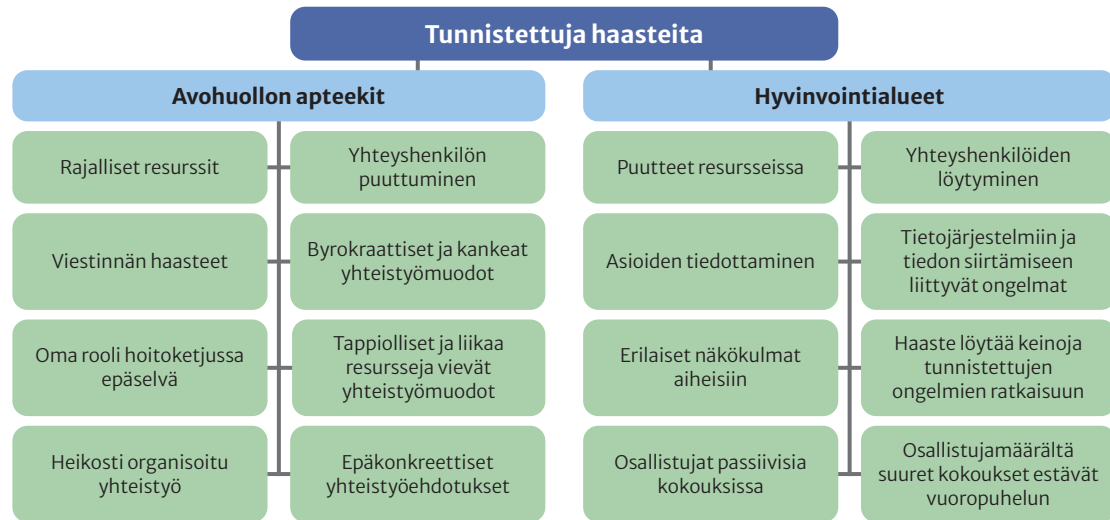 Tunnistettuja haasteita
Avohuollon apteekit
Rajalliset resurssit
Yhteyshenkilön
puuttuminen
Viestinnän haasteet
Byrokraattiset ja kankeat
yhteistyömuodot
Oma rooli hoitoketjussa
epäselvä
Tappiolliset ja liikaa
resursseja vievät
yhteistyömuodot
Heikosti organisoitu
yhteistyö
Epäkonkreettiset
yhteistyöehdotukset
Hyvinvointialueet
Puutteet resursseissa
Yhteyshenkilöiden
löytyminen
Asioiden tiedottaminen
Tietojärjestelmiin ja
tiedon siirtämiseen
liittyvät ongelmat
Erilaiset näkökulmat
aiheisiin
Haaste löytää keinoja
tunnistettujen
ongelmien ratkaisuun
Osallistujat passiivisia
kokouksissa
Osallistujamäärältä
suuret kokoukset estävät
vuoropuhelun